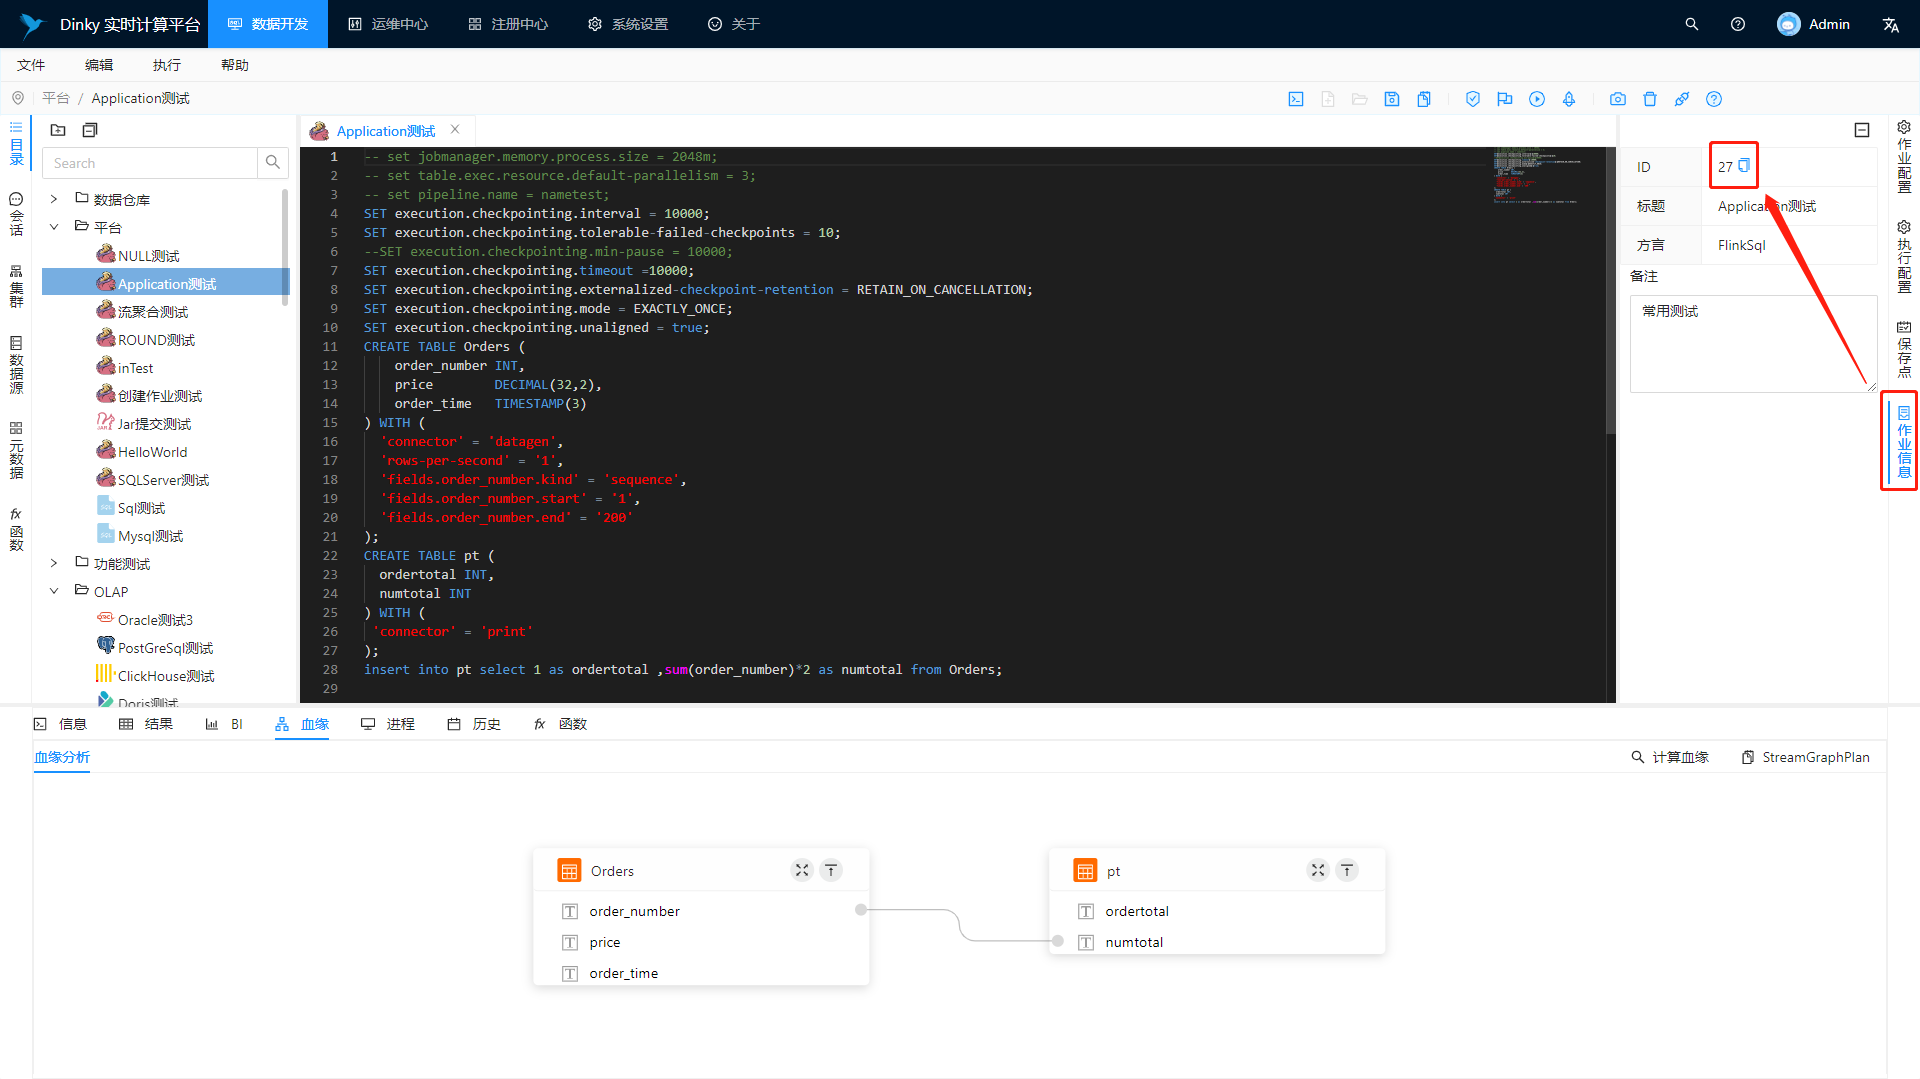 Dinky 实时计算平台 数据开发 运维中心 注册中心 系统设置 关于 Admin
文件 编辑 执行 帮助
平台 / Application测试
目录
会话
集群
数据源
元数据
fx 函数
Search
数据仓库
平台
NULL测试
Application测试
流聚合测试
ROUND测试
inTest
创建作业测试
Jar提交测试
HelloWorld
SQLServer测试
Sql测试
Mysql测试
功能测试
OLAP
Oracle测试3
PostGreSql测试
ClickHouse测试
Doris测试
Application测试
1 -- set jobmanager.memory.process.size = 2048m;
2 -- set table.exec.resource.default-parallelism = 3;
3 -- set pipeline.name = nametest;
4 SET execution.checkpointing.interval = 10000;
5 SET execution.checkpointing.tolerable-failed-checkpoints = 10;
6 --SET execution.checkpointing.min-pause = 10000;
7 SET execution.checkpointing.timeout =10000;
8 SET execution.checkpointing.externalized-checkpoint-retention = RETAIN_ON_CANCELLATION;
9 SET execution.checkpointing.mode = EXACTLY_ONCE;
10 SET execution.checkpointing.unaligned = true;
11 CREATE TABLE Orders (
12 order_number INT,
13 price DECIMAL(32,2),
14 order_time TIMESTAMP(3)
15 ) WITH (
16 'connector' = 'datagen',
17 'rows-per-second' = '1',
18 'fields.order_number.kind' = 'sequence',
19 'fields.order_number.start' = '1',
20 'fields.order_number.end' = '200'
21 );
22 CREATE TABLE pt (
23 ordertotal INT,
24 numtotal INT
25 ) WITH (
26 'connector' = 'print'
27 );
28 insert into pt select 1 as ordertotal ,sum(order_number)*2 as numtotal from Orders;
29
ID 27
标题 Application测试
方言 FlinkSql
备注
常用测试
作业配置
执行配置
保存点
作业信息
信息 结果 BI 血缘 进程 历史 fx 函数
血缘分析 计算血缘 StreamGraphPlan
Orders
order_number
price
order_time
pt
ordertotal
numtotal